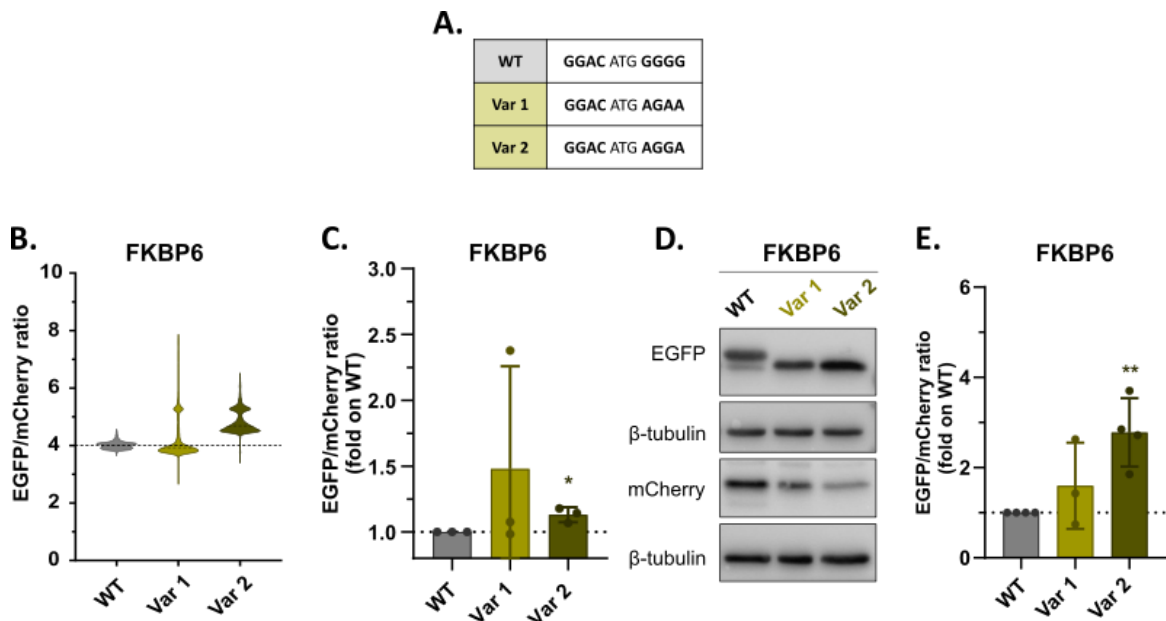 A.
WT GGAC ATG GGGG
Var 1 GGAC ATG AGAA
Var 2 GGAC ATG AGGA
B.
FKBP6
EGFP/mCherry ratio
10
8
6
4
2
0
WT Var 1 Var 2
C.
FKBP6
EGFP/mCherry ratio
(fold on WT)
3.0
2.5
2.0
1.5
1.0
*
WT Var 1 Var 2
D.
FKBP6
WT Var 1 Var 2
EGFP
β-tubulin
mCherry
β-tubulin
E.
FKBP6
EGFP/mCherry ratio
(fold on WT)
6
4
2
0
**
WT Var 1 Var 2